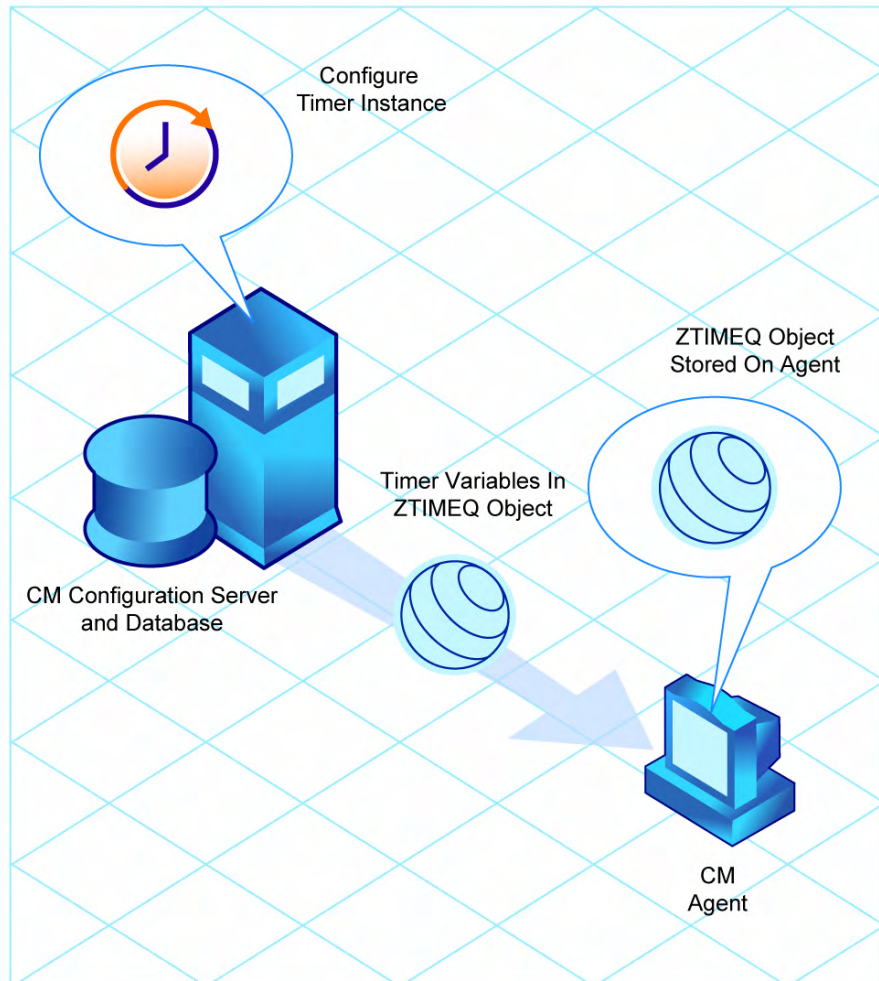 Configure
Timer Instance
ZTIMEQ Object
Stored On Agent
Timer Variables In
ZTIMEQ Object
CM Configuration Server
and Database
CM
Agent